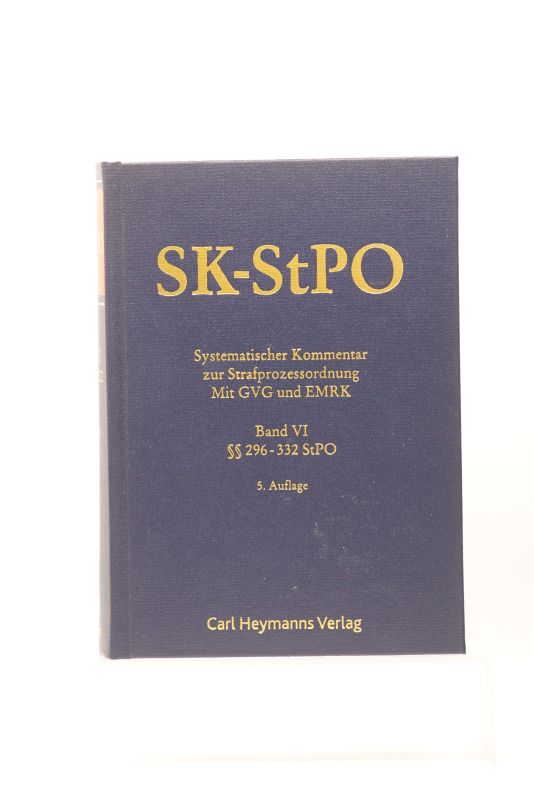 SK-StPO
Systematischer Kommentar
zur Strafprozessordnung
Mit GVG und EMRK
Band VI
§§ 296 - 332 StPO
5. Auflage
Carl Heymanns Verlag